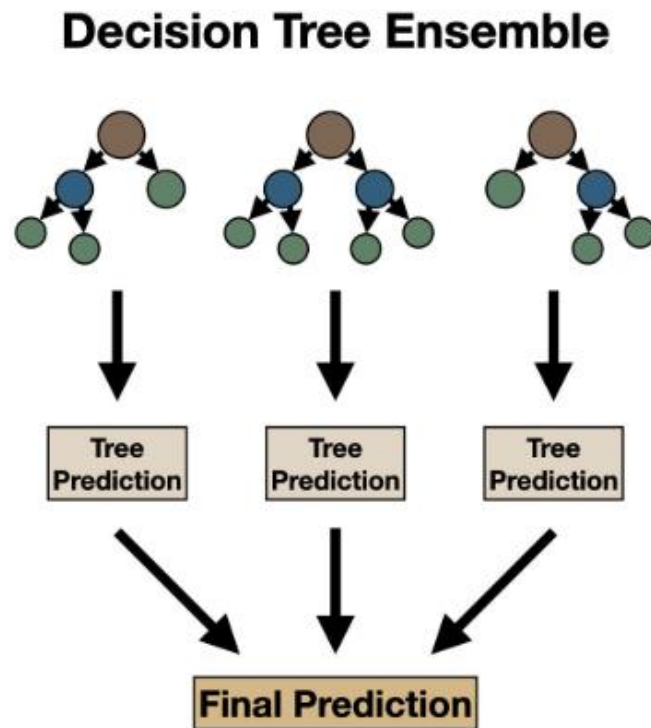 Decision Tree Ensemble
Tree
Prediction
Tree
Prediction
Tree
Prediction
Final Prediction